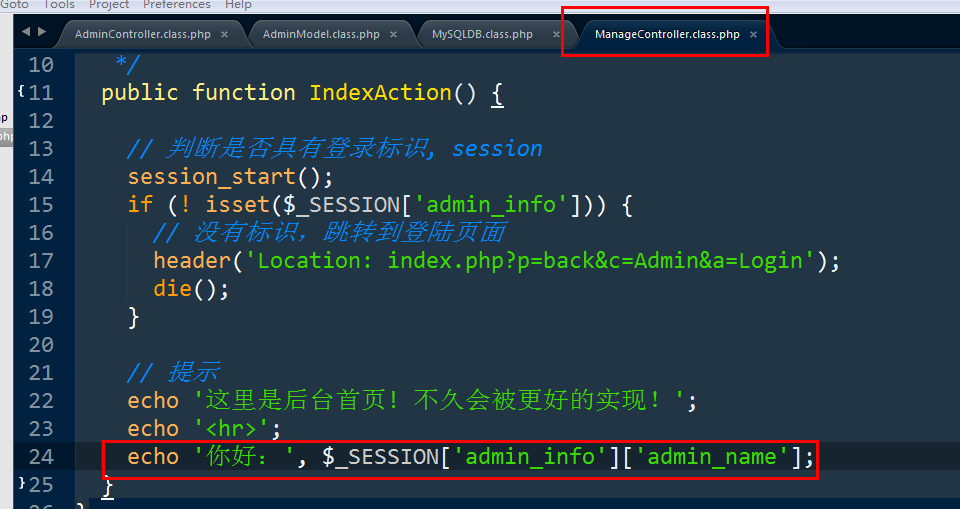 Goto Tools Project Preferences Help
AdminController.class.php × AdminModel.class.php × MySQLDB.class.php × ManageController.class.php ×
10 */
11 public function IndexAction() {
12
13 // 判断是否具有登录标识, session
14 session_start();
15 if (! isset($_SESSION['admin_info'])) {
16 // 没有标识，跳转到登陆页面
17 header('Location: index.php?p=back&c=Admin&a=Login');
18 die();
19 }
20
21 // 提示
22 echo '这里是后台首页！不久会被更好的实现！';
23 echo '<hr>';
24 echo '你好：', $_SESSION['admin_info']['admin_name'];
25 }